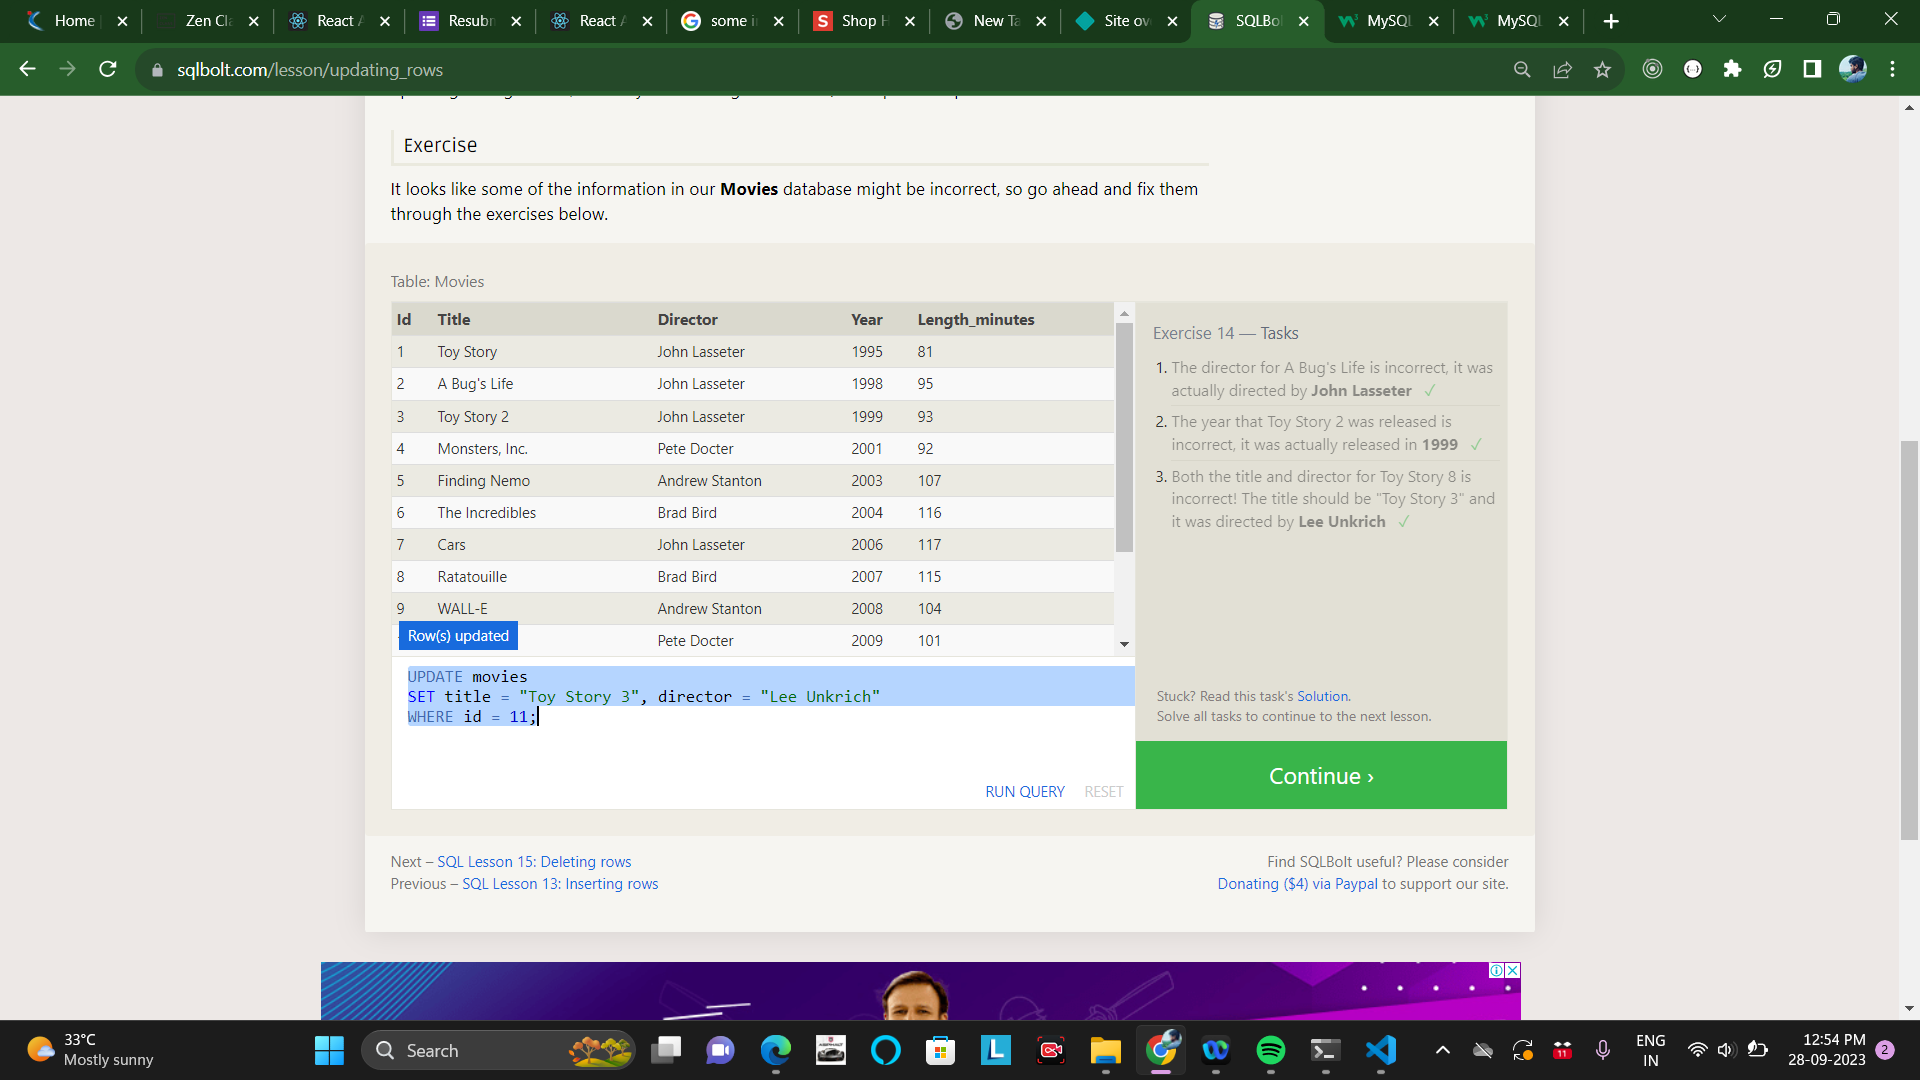 Home
Zen Cla
React A
Resubm
React A
some i
Shop H
New Ta
Site ov
SQLBol
MySQL
MySQL
sqlbolt.com/lesson/updating_rows
Exercise
It looks like some of the information in our Movies database might be incorrect, so go ahead and fix them
through the exercises below.
Table: Movies
Id Title Director Year Length_minutes
1 Toy Story John Lasseter 1995 81
2 A Bug's Life John Lasseter 1998 95
3 Toy Story 2 John Lasseter 1999 93
4 Monsters, Inc. Pete Docter 2001 92
5 Finding Nemo Andrew Stanton 2003 107
6 The Incredibles Brad Bird 2004 116
7 Cars John Lasseter 2006 117
8 Ratatouille Brad Bird 2007 115
9 WALL-E Andrew Stanton 2008 104
Row(s) updated
Pete Docter 2009 101
UPDATE movies
SET title = "Toy Story 3", director = "Lee Unkrich"
WHERE id = 11;
RUN QUERY RESET
Exercise 14 — Tasks
1. The director for A Bug's Life is incorrect, it was
actually directed by John Lasseter ✓
2. The year that Toy Story 2 was released is
incorrect, it was actually released in 1999 ✓
3. Both the title and director for Toy Story 8 is
incorrect! The title should be "Toy Story 3" and
it was directed by Lee Unkrich ✓
Stuck? Read this task's Solution.
Solve all tasks to continue to the next lesson.
Continue ›
Next – SQL Lesson 15: Deleting rows
Previous – SQL Lesson 13: Inserting rows
Find SQLBolt useful? Please consider
Donating ($4) via Paypal to support our site.
33°C
Mostly sunny
Search
11
ENG
IN
12:54 PM
28-09-2023
2